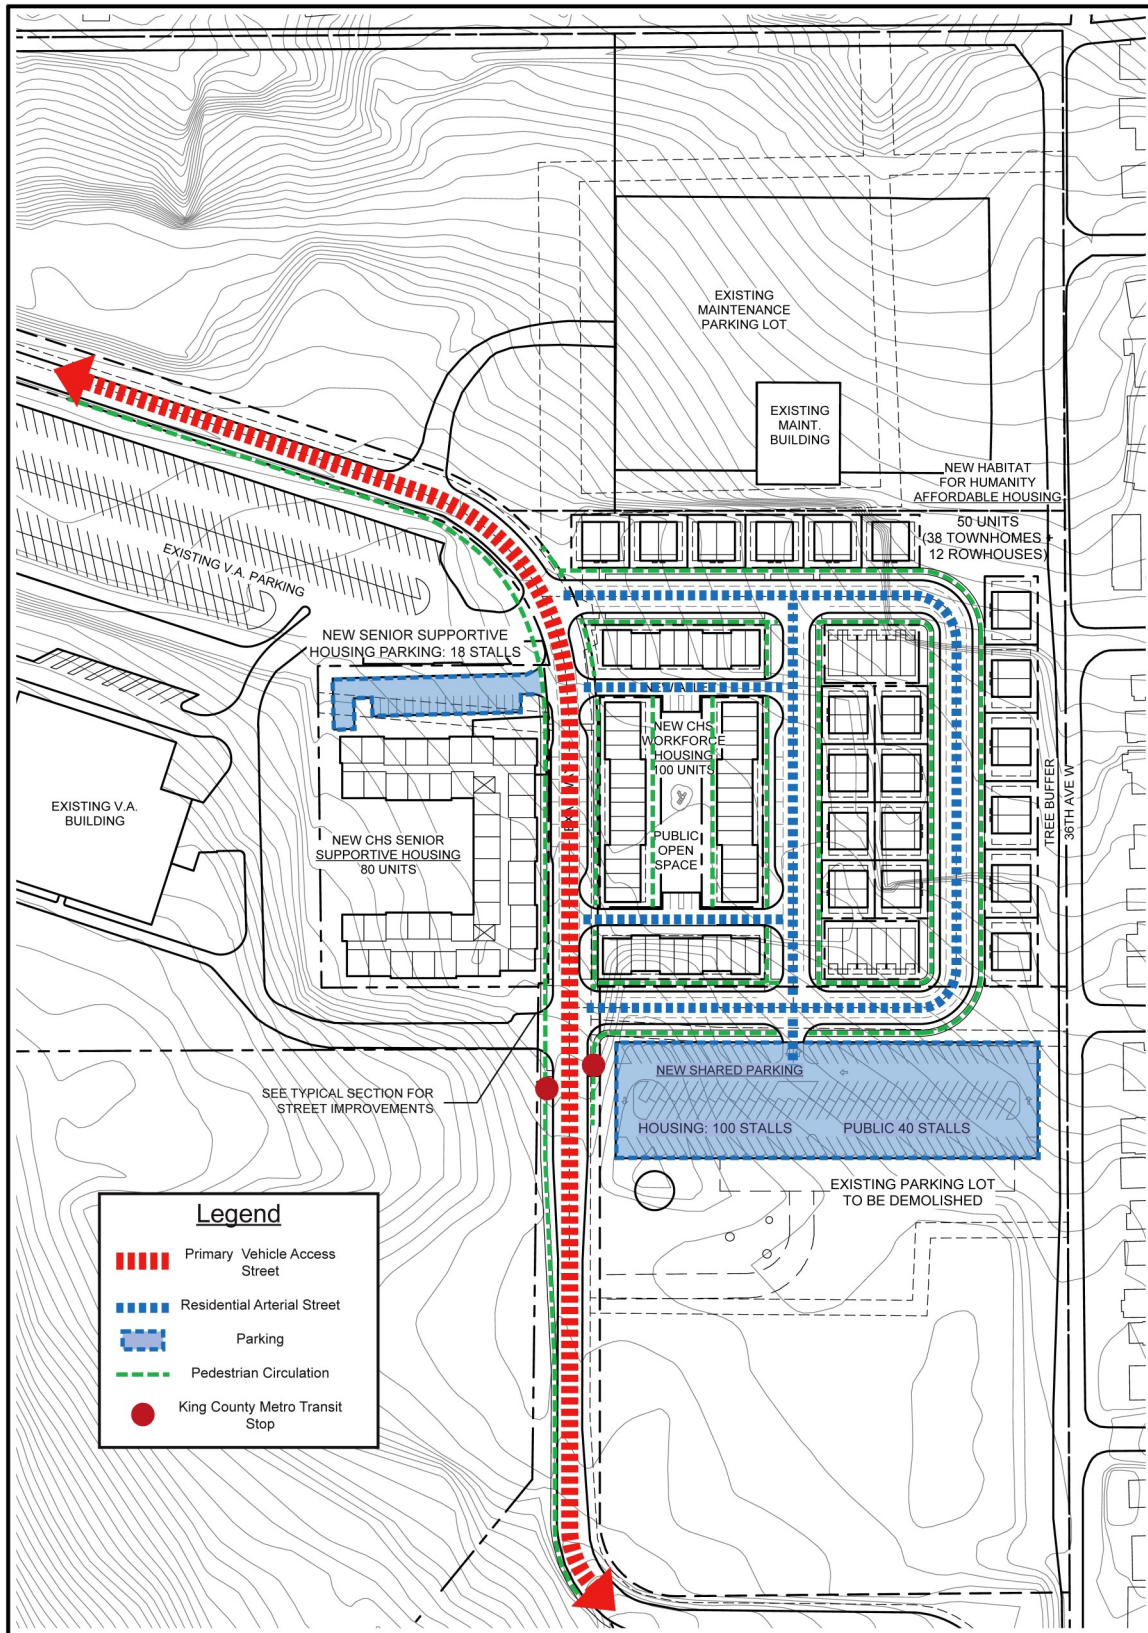 EXISTING
MAINTENANCE
PARKING LOT
EXISTING
MAINT.
BUILDING
NEW HABITAT
FOR HUMANITY
AFFORDABLE HOUSING
50 UNITS
(38 TOWNHOMES +
12 ROWHOUSES)
EXISTING V.A. PARKING
NEW SENIOR SUPPORTIVE
HOUSING PARKING: 18 STALLS
NEW CHS
WORKFORCE
HOUSING
100 UNITS
PUBLIC
OPEN
SPACE
EXISTING V.A.
BUILDING
NEW CHS SENIOR
SUPPORTIVE HOUSING
80 UNITS
TREE BUFFER
36TH AVE W
SEE TYPICAL SECTION FOR
STREET IMPROVEMENTS
NEW SHARED PARKING
HOUSING: 100 STALLS
PUBLIC 40 STALLS
EXISTING PARKING LOT
TO BE DEMOLISHED
Legend
Primary Vehicle Access
Street
Residential Arterial Street
Parking
Pedestrian Circulation
King County Metro Transit
Stop